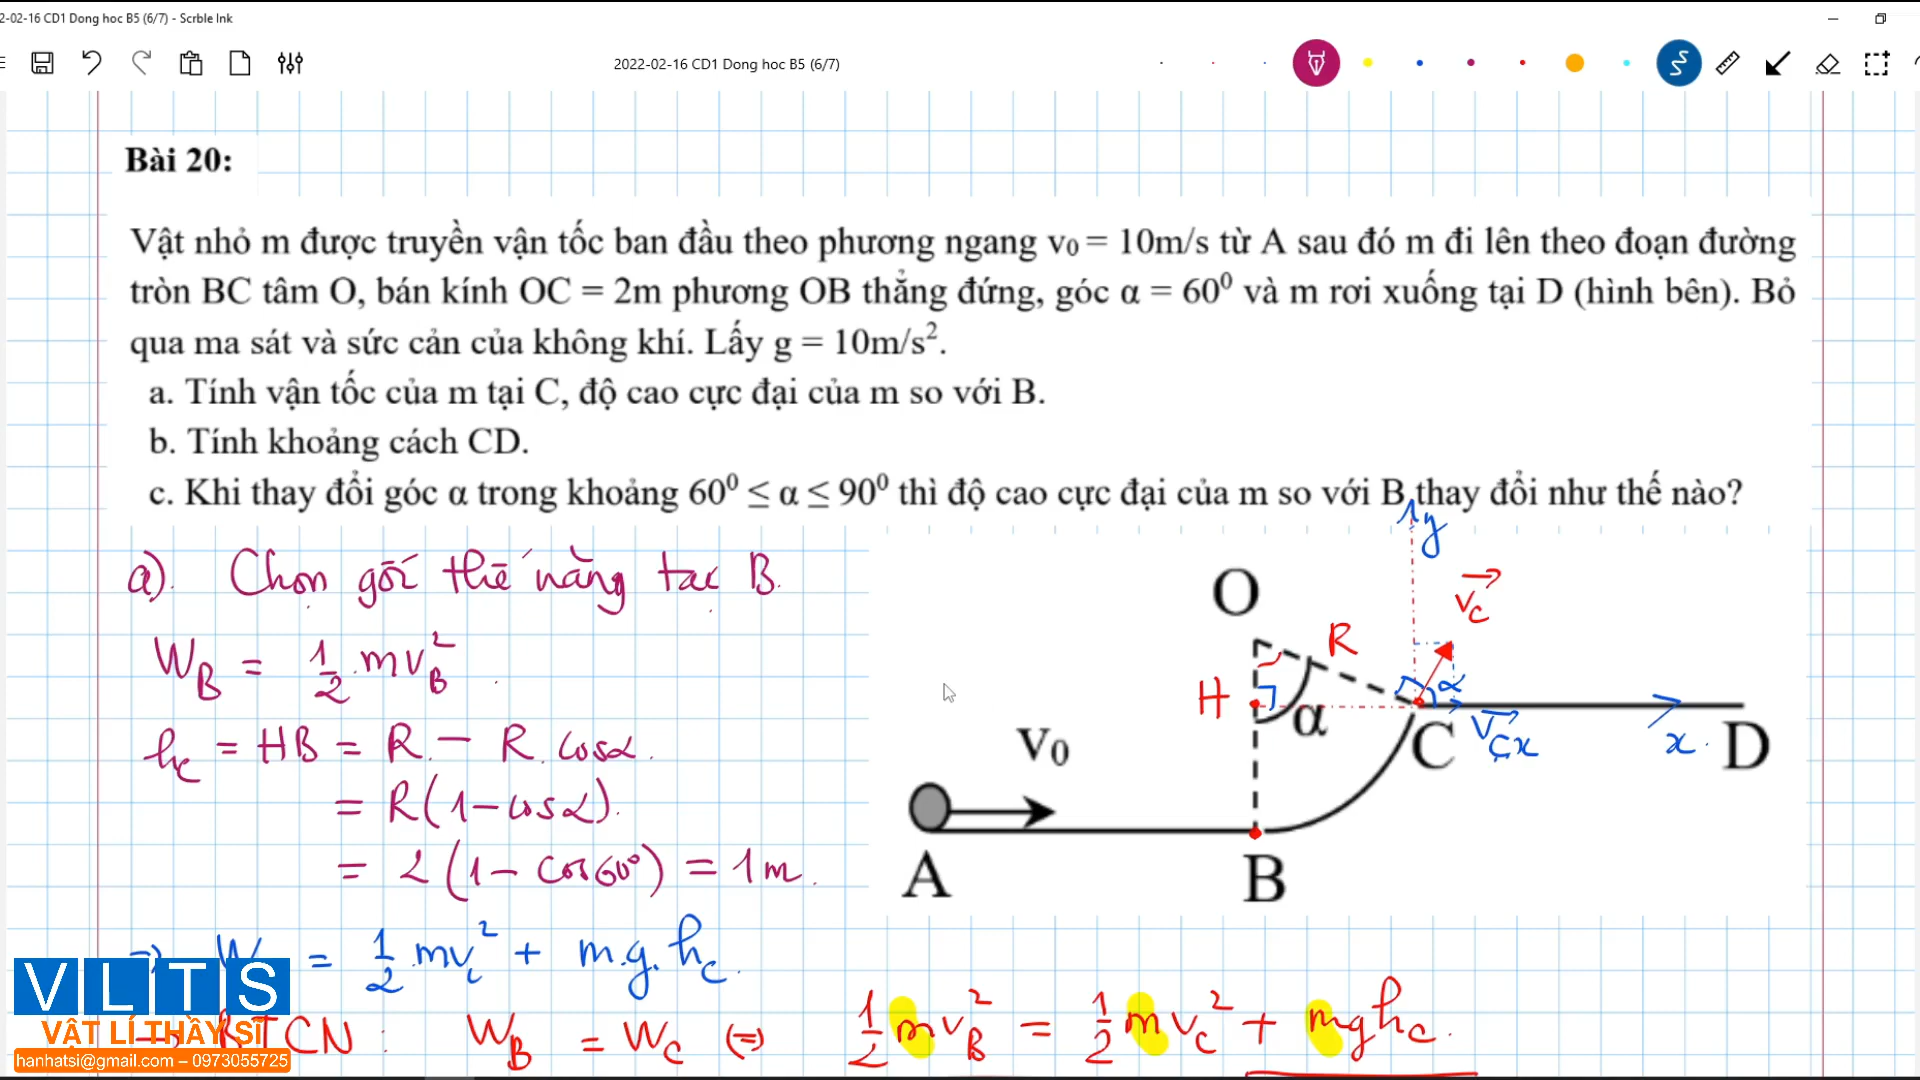 2-02-16 CD1 Dong hoc B5 (6/7) - Scrble Ink
2022-02-16 CD1 Dong hoc B5 (6/7)
Bài 20:
Vật nhỏ m được truyền vận tốc ban đầu theo phương ngang v₀ = 10m/s từ A sau đó m đi lên theo đoạn đường
tròn BC tâm O, bán kính OC = 2m phương OB thẳng đứng, góc α = 60⁰ và m rơi xuống tại D (hình bên). Bỏ
qua ma sát và sức cản của không khí. Lấy g = 10m/s².
a. Tính vận tốc của m tại C, độ cao cực đại của m so với B.
b. Tính khoảng cách CD.
c. Khi thay đổi góc α trong khoảng 60⁰ ≤ α ≤ 90⁰ thì độ cao cực đại của m so với B thay đổi như thế nào?
a). Chọn gốc thế năng tại B.
W_B = 1/2 mv_B²
h_C = HB = R - R.cosα.
= R(1-cosα).
= 2(1-cos60°) = 1m.
y
O
R
v_C
H
α
α
C
V_Cx
x
D
V₀
A
B
=> W = 1/2 mv_C² + m.g.h_C.
VLTS
VẬT LÍ THẦY SĨ
hanhatsi@gmail.com – 0973055725
BTCN : W_B = W_C <=> 1/2 mv_B² = 1/2 mv_C² + mgh_C.